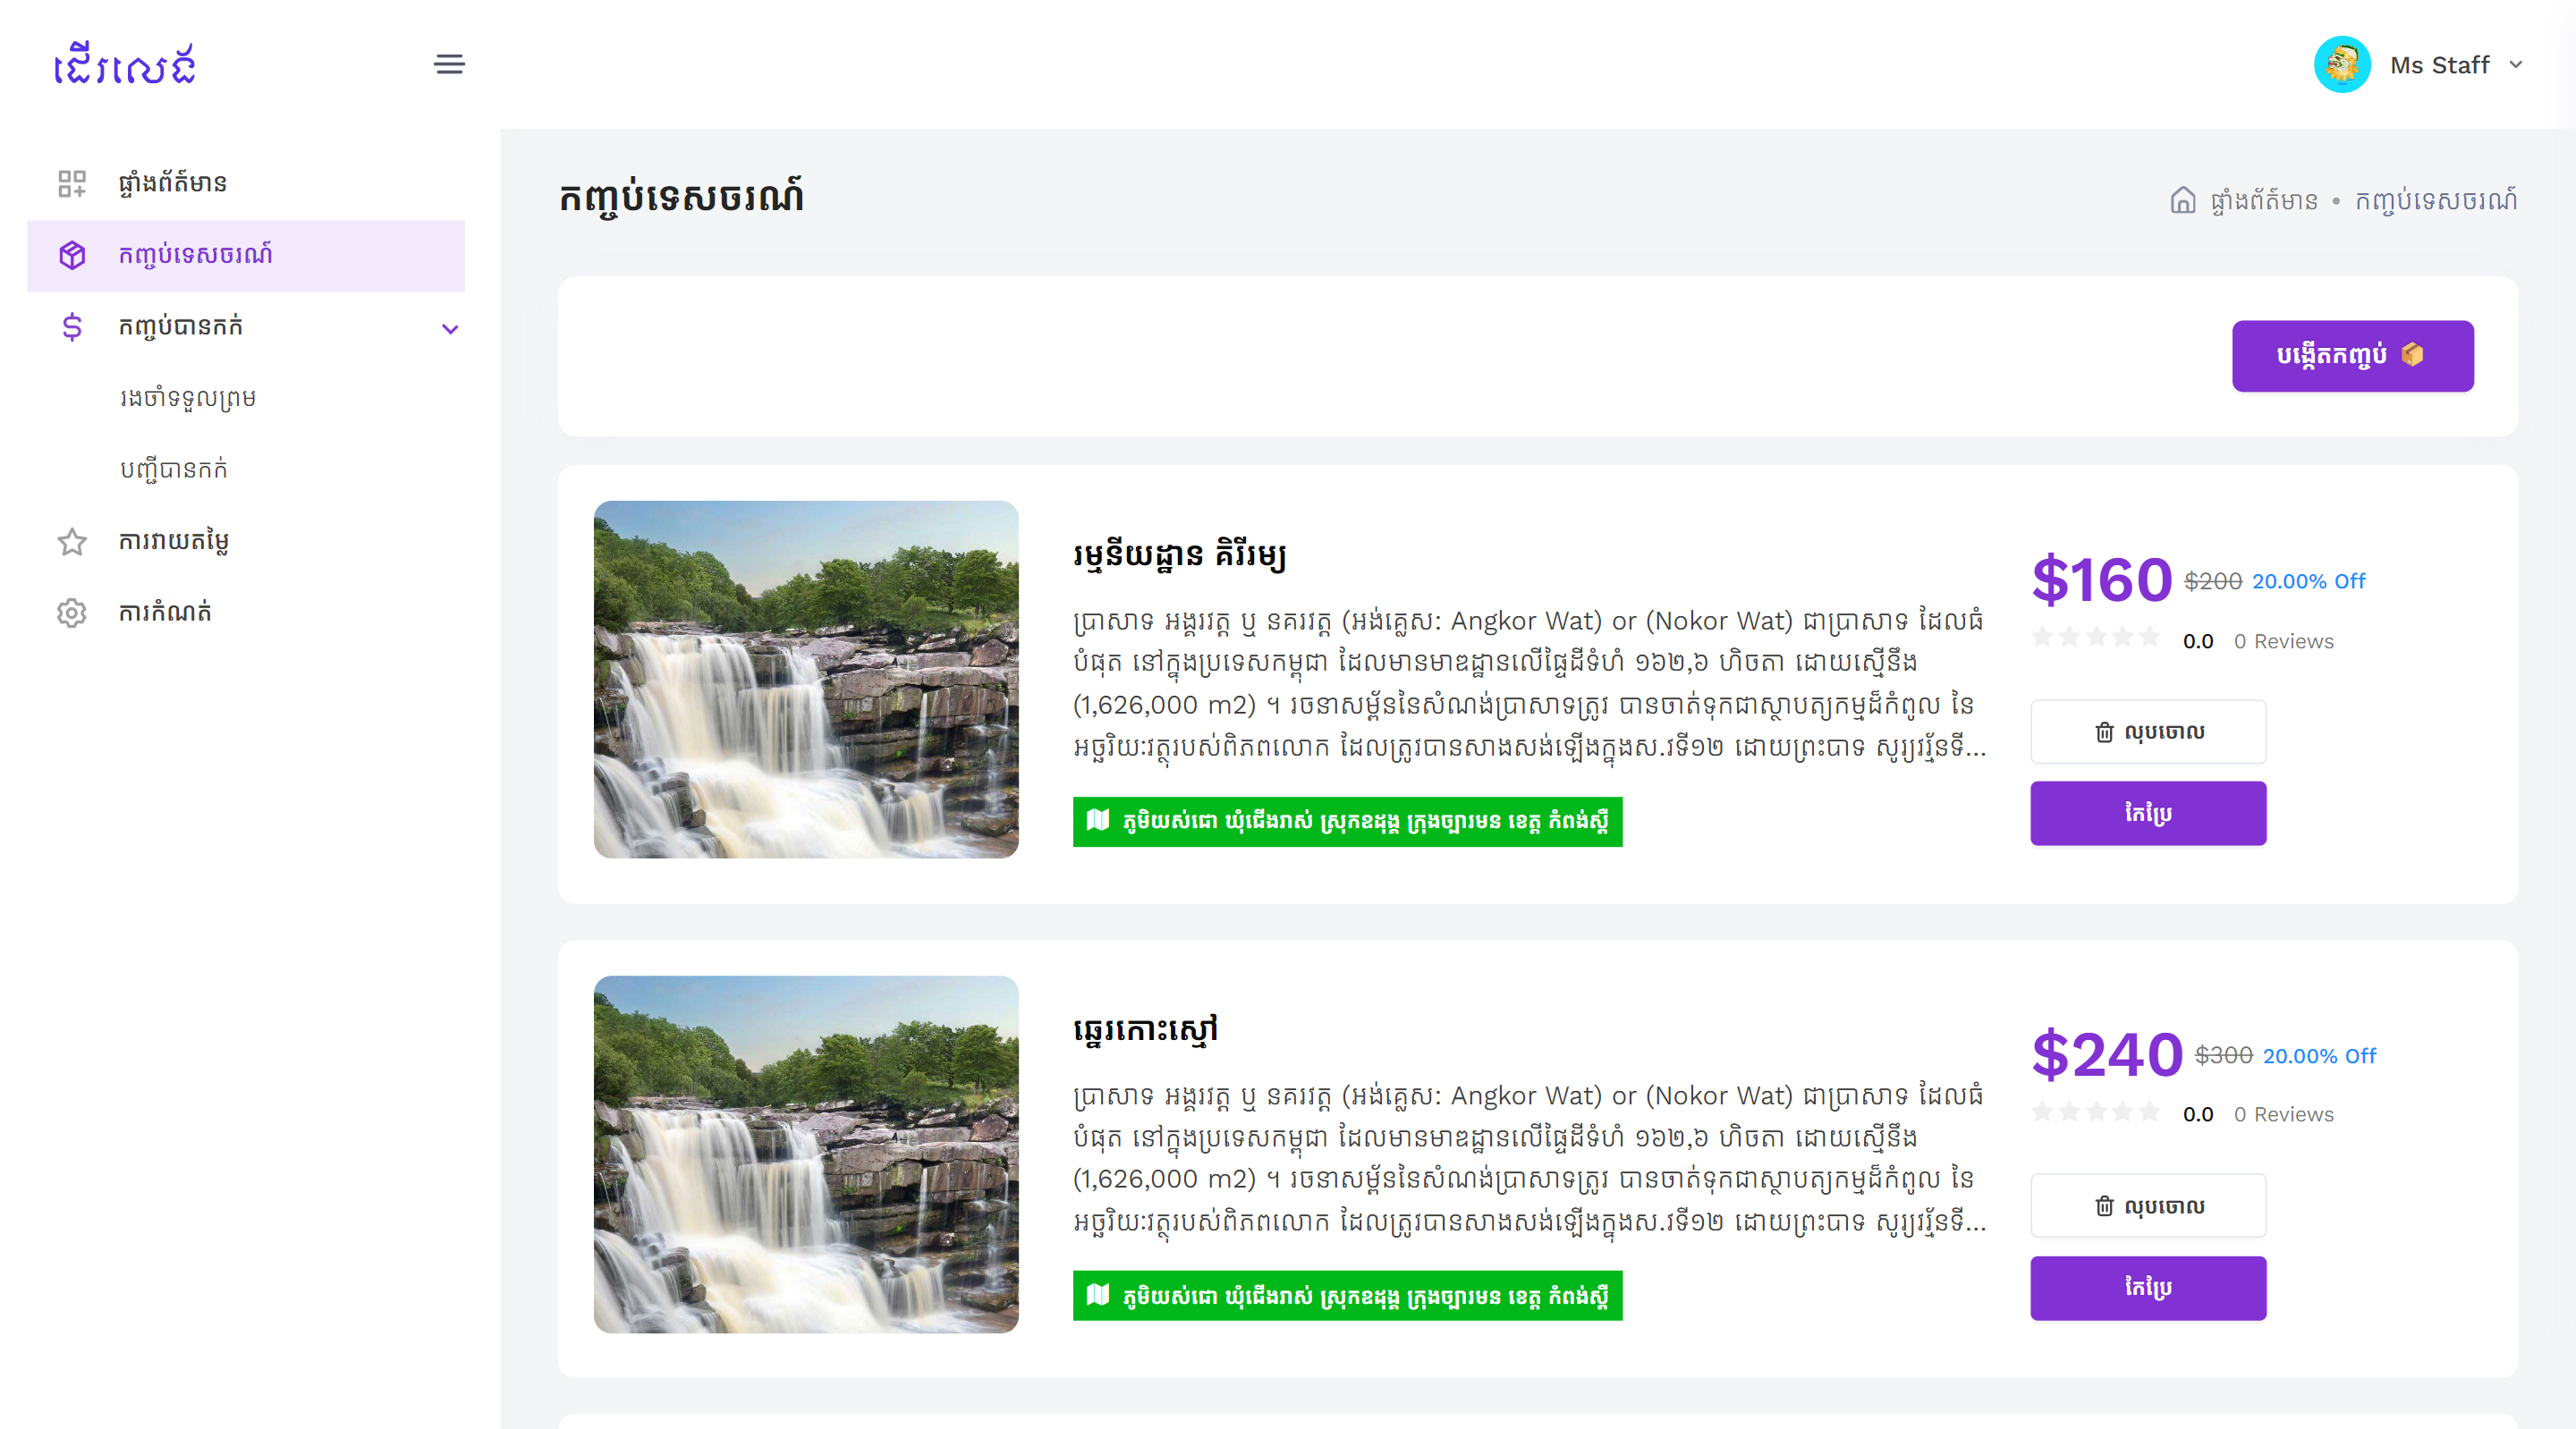 ដើរលេង
Ms Staff
ផ្ទាំងព័ត៍មាន
កញ្ចប់ទេសចរណ៍
កញ្ចប់បានកក់
រងចាំទទួលព្រម
បញ្ជីបានកក់
ការវាយតម្លៃ
ការកំណត់
កញ្ចប់ទេសចរណ៍
ផ្ទាំងព័ត៍មាន • កញ្ចប់ទេសចរណ៍
បង្កើតកញ្ចប់
រម្មនីយដ្ឋាន គិរីរម្យ
ប្រាសាទ អង្គរវត្ត ឬ នគរវត្ត (អង់គ្លេស: Angkor Wat) or (Nokor Wat) ជាប្រាសាទ ដែលធំ
បំផុត នៅក្នុងប្រទេសកម្ពុជា ដែលមានមាឌដ្ឋានលើផ្ទៃដីទំហំ ១៦២,៦ ហិចតា ដោយស្មើនឹង
(1,626,000 m2) ។ រចនាសម្ព័ននៃសំណង់ប្រាសាទត្រូវ បានចាត់ទុកជាស្ថាបត្យកម្មដ៏កំពូល នៃ
អច្ឆរិយៈវត្ថុរបស់ពិភពលោក ដែលត្រូវបានសាងសង់ឡើងក្នុងស.វទី១២ ដោយព្រះបាទ សូរ្យវរ្ម័នទី...
ភូមិយស់ជោ ឃុំជើងរាស់ ស្រុកឧដុង្គ ក្រុងច្បារមន ខេត្ត កំពង់ស្ពឺ
$160 $200 20.00% Off
0.0 0 Reviews
លុបចោល
កែប្រែ
ឆ្នេរកោះស្មៅ
ប្រាសាទ អង្គរវត្ត ឬ នគរវត្ត (អង់គ្លេស: Angkor Wat) or (Nokor Wat) ជាប្រាសាទ ដែលធំ
បំផុត នៅក្នុងប្រទេសកម្ពុជា ដែលមានមាឌដ្ឋានលើផ្ទៃដីទំហំ ១៦២,៦ ហិចតា ដោយស្មើនឹង
(1,626,000 m2) ។ រចនាសម្ព័ននៃសំណង់ប្រាសាទត្រូវ បានចាត់ទុកជាស្ថាបត្យកម្មដ៏កំពូល នៃ
អច្ឆរិយៈវត្ថុរបស់ពិភពលោក ដែលត្រូវបានសាងសង់ឡើងក្នុងស.វទី១២ ដោយព្រះបាទ សូរ្យវរ្ម័នទី...
ភូមិយស់ជោ ឃុំជើងរាស់ ស្រុកឧដុង្គ ក្រុងច្បារមន ខេត្ត កំពង់ស្ពឺ
$240 $300 20.00% Off
0.0 0 Reviews
លុបចោល
កែប្រែ